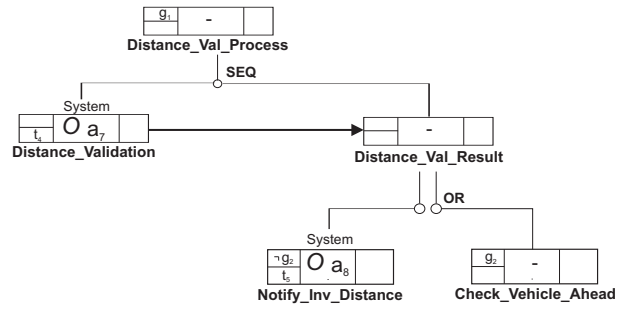 g₁ -
Distance_Val_Process
SEQ
System
t₄ O a₇
Distance_Validation
-
Distance_Val_Result
OR
System
¬g₂
t₅ O a₈
Notify_Inv_Distance
g₂ -
Check_Vehicle_Ahead